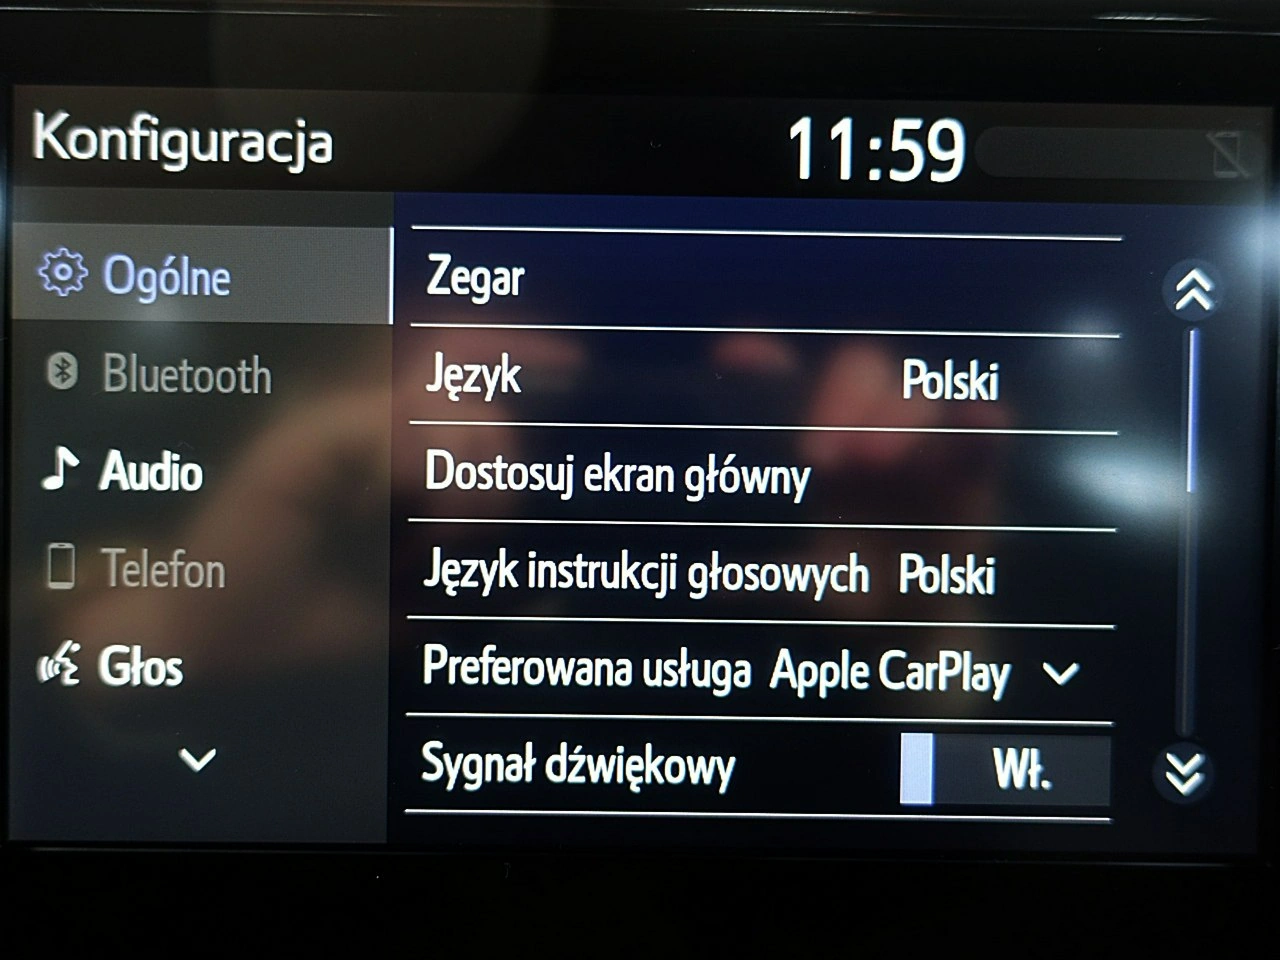 Konfiguracja
11:59
Ogólne
Bluetooth
Audio
Telefon
Głos
Zegar
Język Polski
Dostosuj ekran główny
Język instrukcji głosowych Polski
Preferowana usługa Apple CarPlay
Sygnał dźwiękowy Wł.